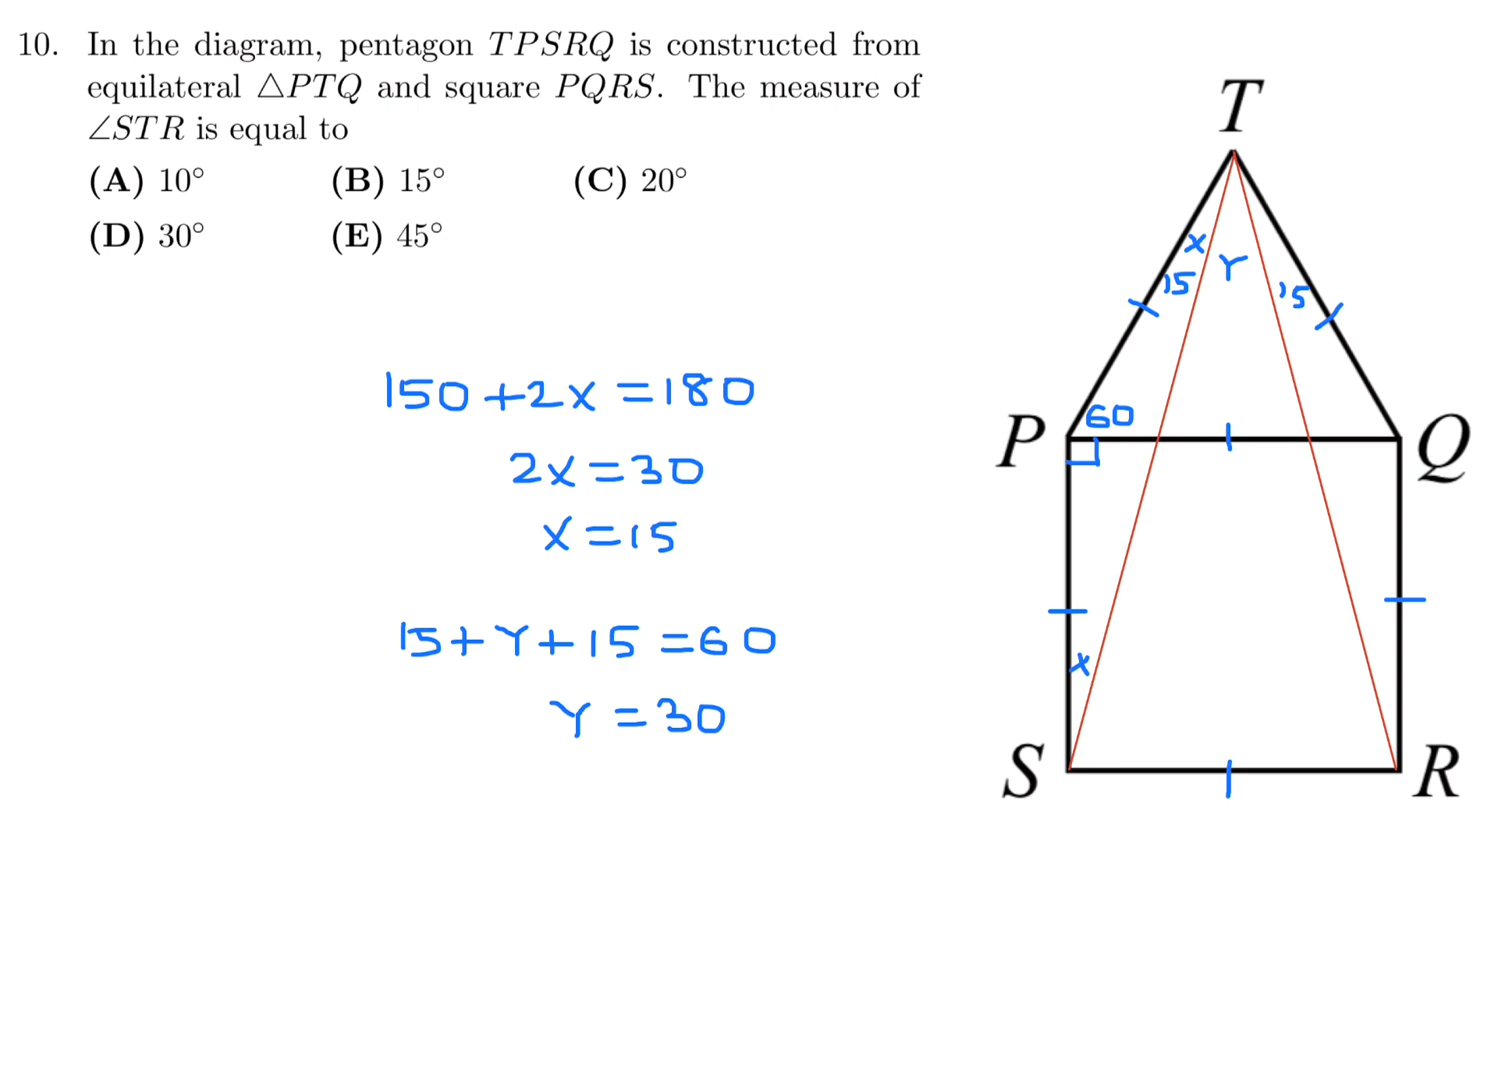 10. In the diagram, pentagon TPSRQ is constructed from
equilateral △PTQ and square PQRS. The measure of
∠STR is equal to
(A) 10° (B) 15° (C) 20°
(D) 30° (E) 45°
150+2x=180
2x=30
x=15
15+Y+15=60
Y=30
T
x
Y
15
15
P
60
Q
x
S
R